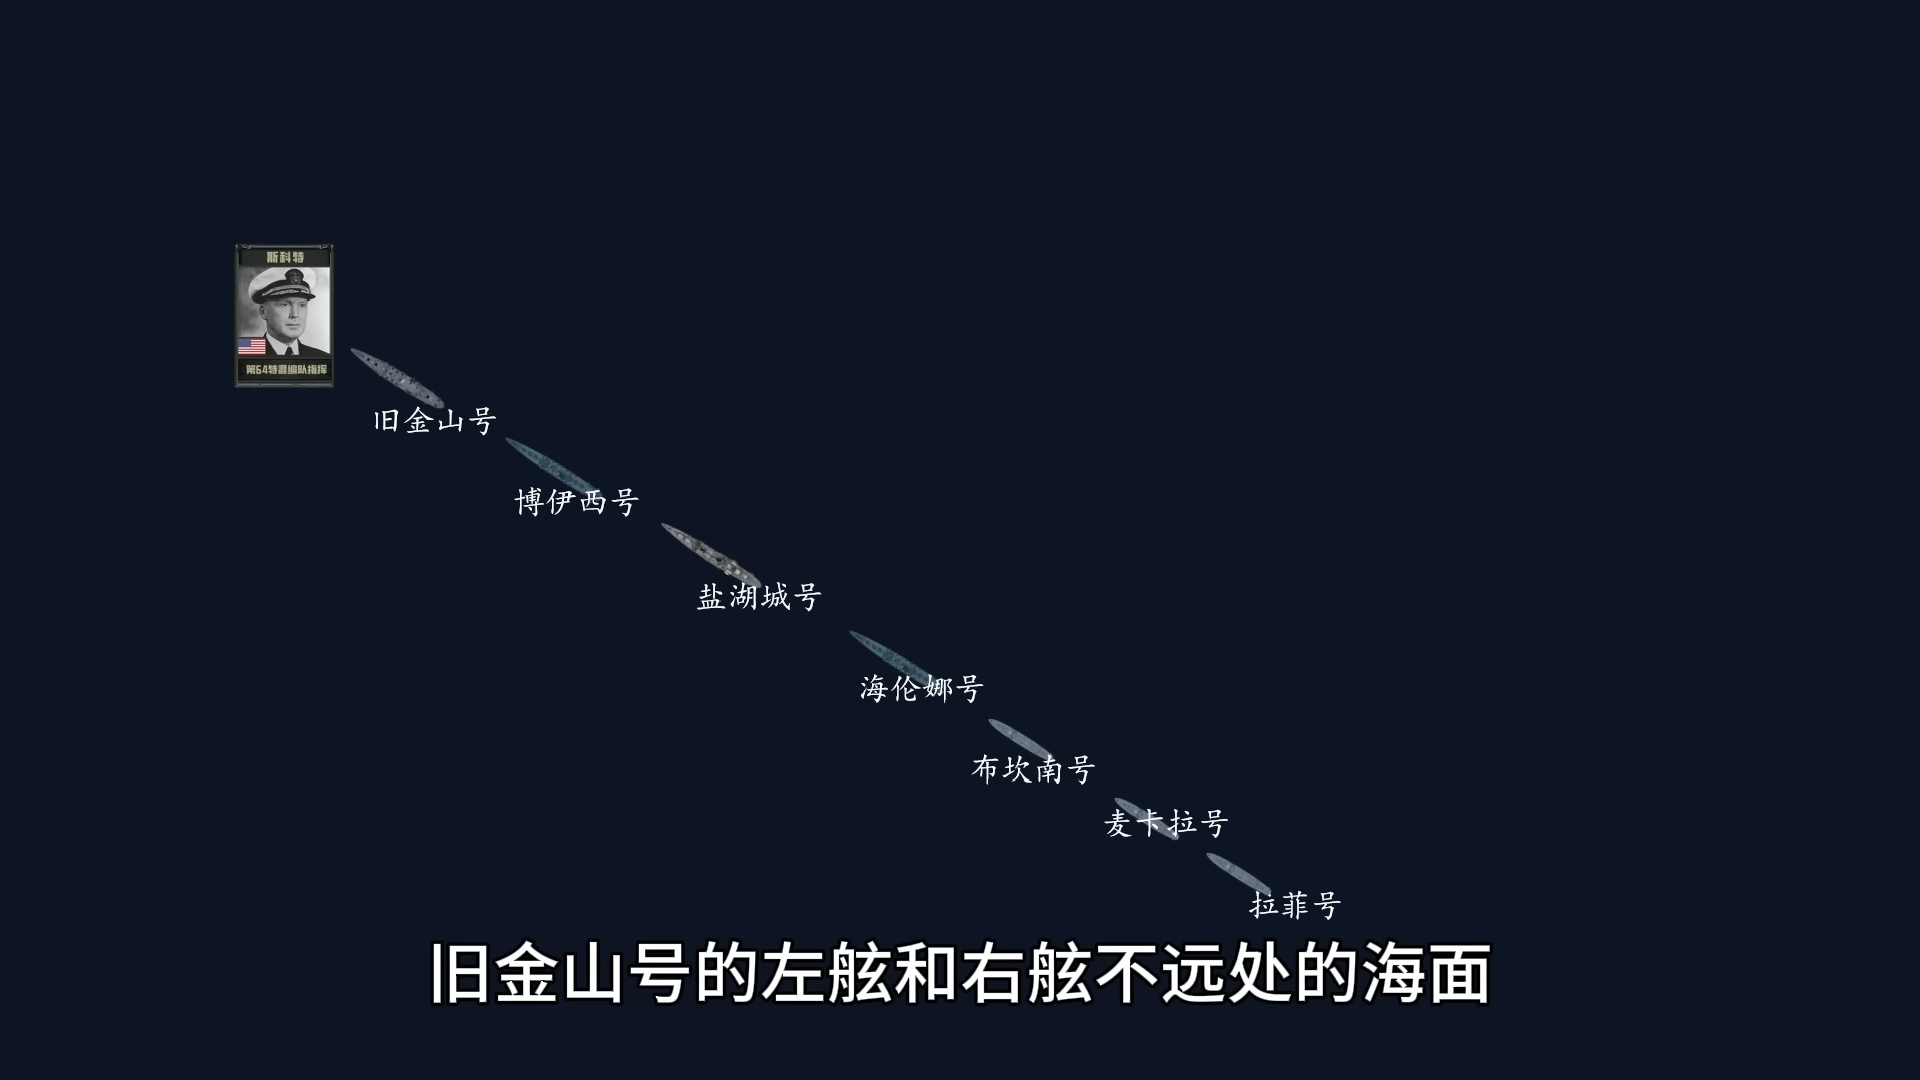 斯科特
第64特混编队指挥
旧金山号
博伊西号
盐湖城号
海伦娜号
布坎南号
麦卡拉号
拉菲号
旧金山号的左舷和右舷不远处的海面